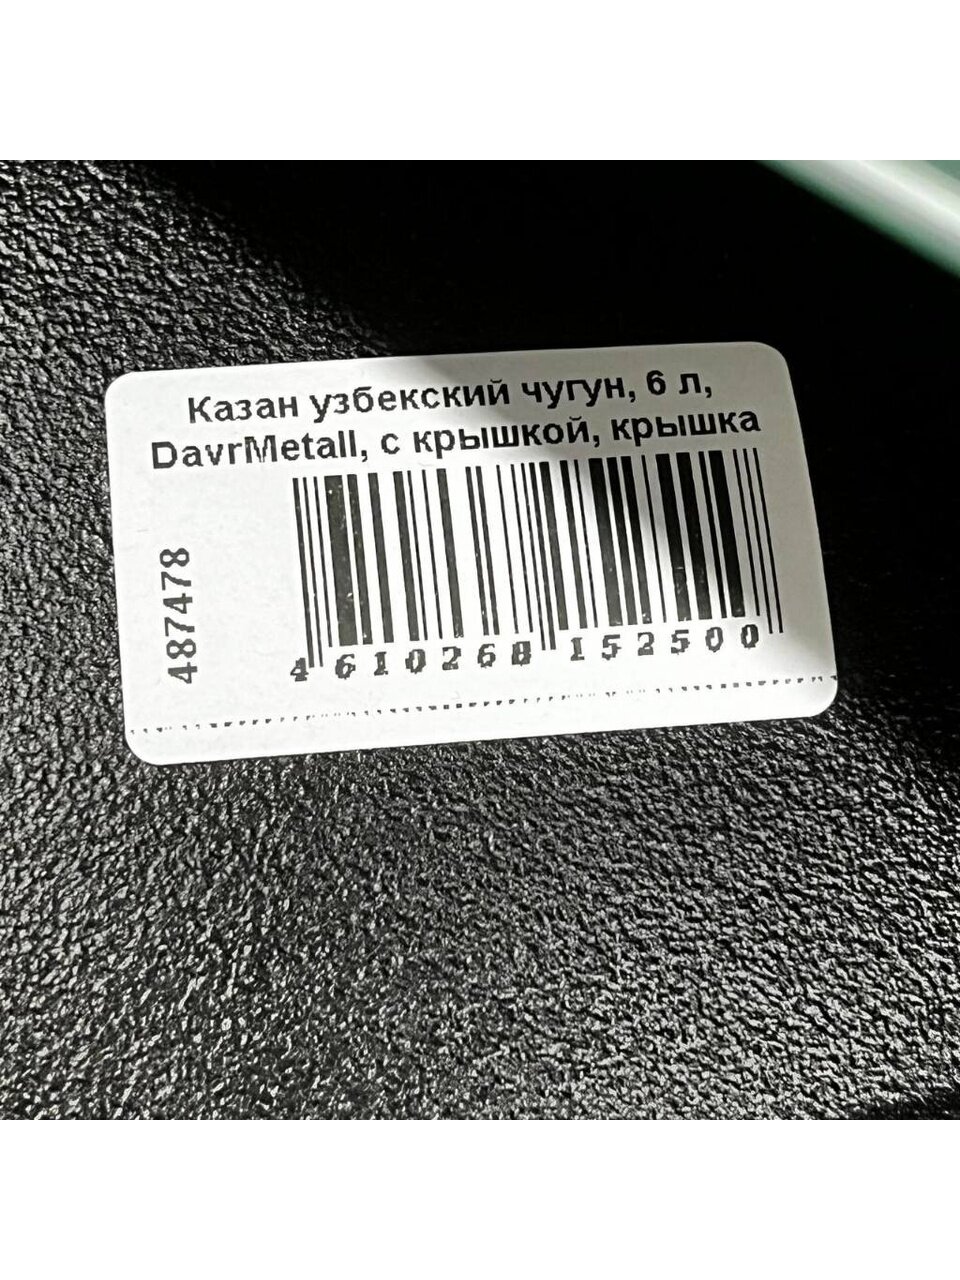 Казан узбекский чугун, 6 л,
DavrMetall, с крышкой, крышка
487478
4 610268 152500